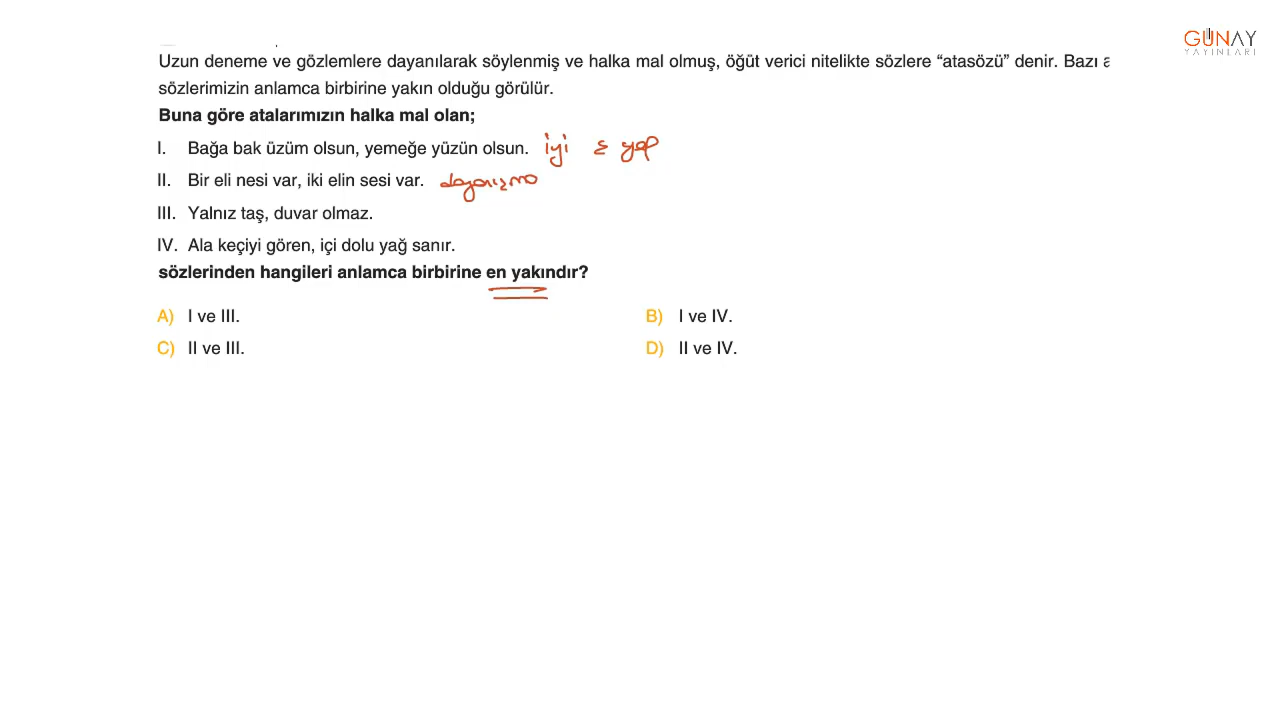 GÜNAY
YAYINLARI
Uzun deneme ve gözlemlere dayanılarak söylenmiş ve halka mal olmuş, öğüt verici nitelikte sözlere “atasözü” denir. Bazı a
sözlerimizin anlamca birbirine yakın olduğu görülür.
Buna göre atalarımızın halka mal olan;
I. Bağa bak üzüm olsun, yemeğe yüzün olsun. iyi iş yap
II. Bir eli nesi var, iki elin sesi var. dayanışma
III. Yalnız taş, duvar olmaz.
IV. Ala keçiyi gören, içi dolu yağ sanır.
sözlerinden hangileri anlamca birbirine en yakındır?
A) I ve III.
B) I ve IV.
C) II ve III.
D) II ve IV.